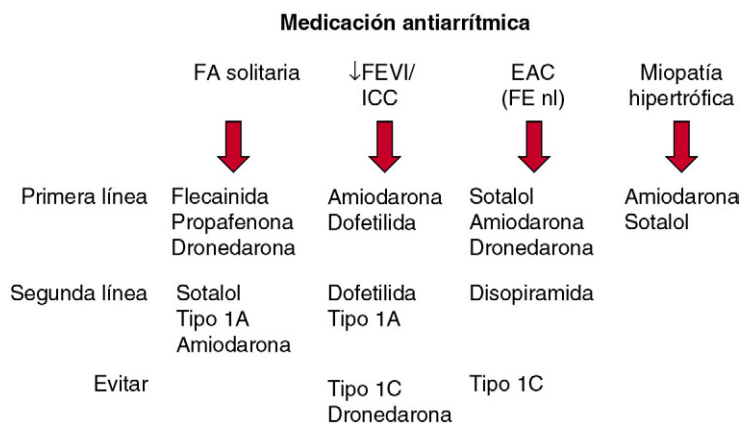 Medicación antiarrítmica
FA solitaria ↓FEVI/ EAC Miopatía
ICC (FE nl) hipertrófica
Primera línea Flecainida Amiodarona Sotalol Amiodarona
Propafenona Dofetilida Amiodarona Sotalol
Dronedarona Dronedarona
Segunda línea Sotalol Dofetilida Disopiramida
Tipo 1A Tipo 1A
Amiodarona
Evitar Tipo 1C Tipo 1C
Dronedarona